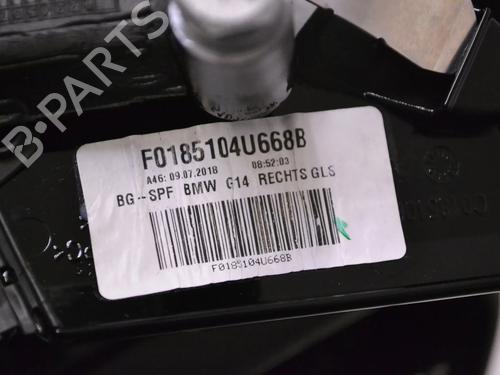 B-PARTS
F0185104U668B
A46: 09.07.2018 08:52:03
BG-SPF BMW G14 RECHTS GLS
F0185104U668B